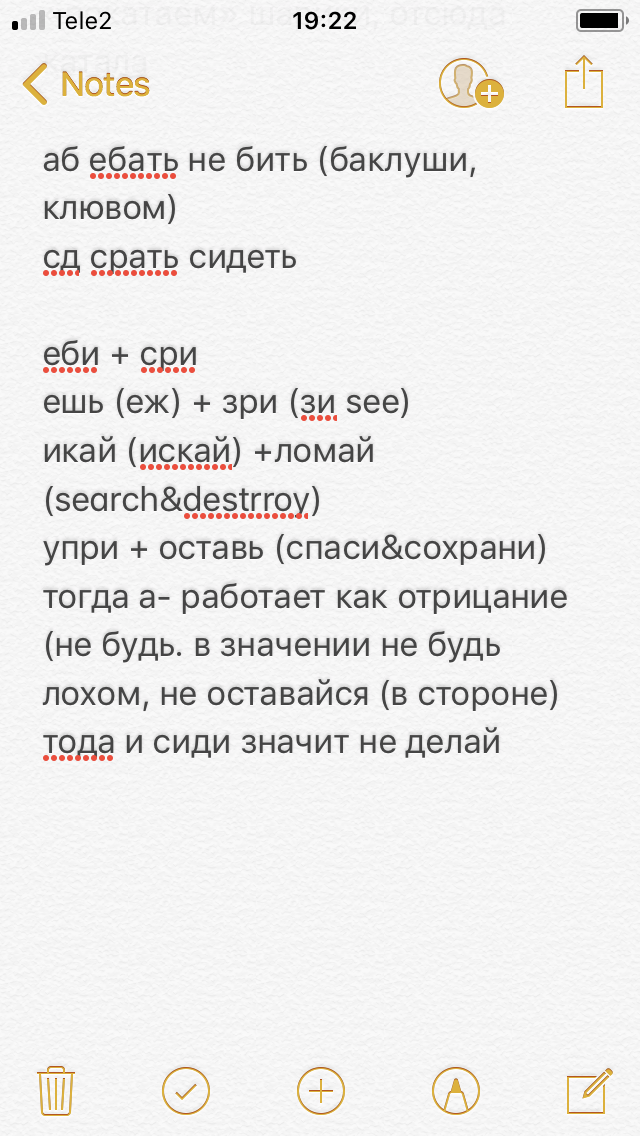 Tele2 19:22
Notes
аб ебать не бить (баклуши,
клювом)
сд срать сидеть
еби + сри
ешь (еж) + зри (зи see)
икай (искай) +ломай
(search&destrroy)
упри + оставь (спаси&сохрани)
тогда а- работает как отрицание
(не будь. в значении не будь
лохом, не оставайся (в стороне)
тода и сиди значит не делай